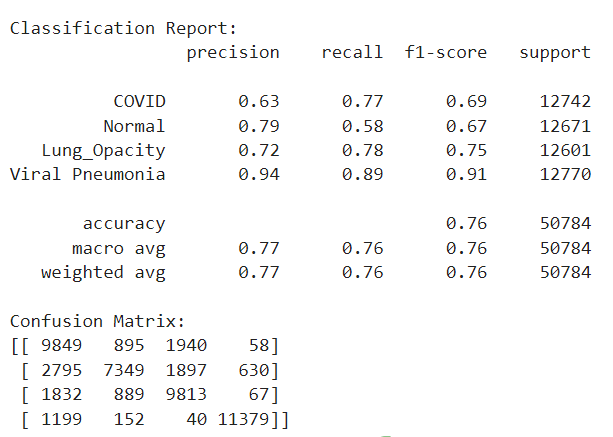 Classification Report:
precision recall f1-score support
COVID 0.63 0.77 0.69 12742
Normal 0.79 0.58 0.67 12671
Lung_Opacity 0.72 0.78 0.75 12601
Viral Pneumonia 0.94 0.89 0.91 12770
accuracy 0.76 50784
macro avg 0.77 0.76 0.76 50784
weighted avg 0.77 0.76 0.76 50784
Confusion Matrix:
[[ 9849 895 1940 58]
[ 2795 7349 1897 630]
[ 1832 889 9813 67]
[ 1199 152 40 11379]]